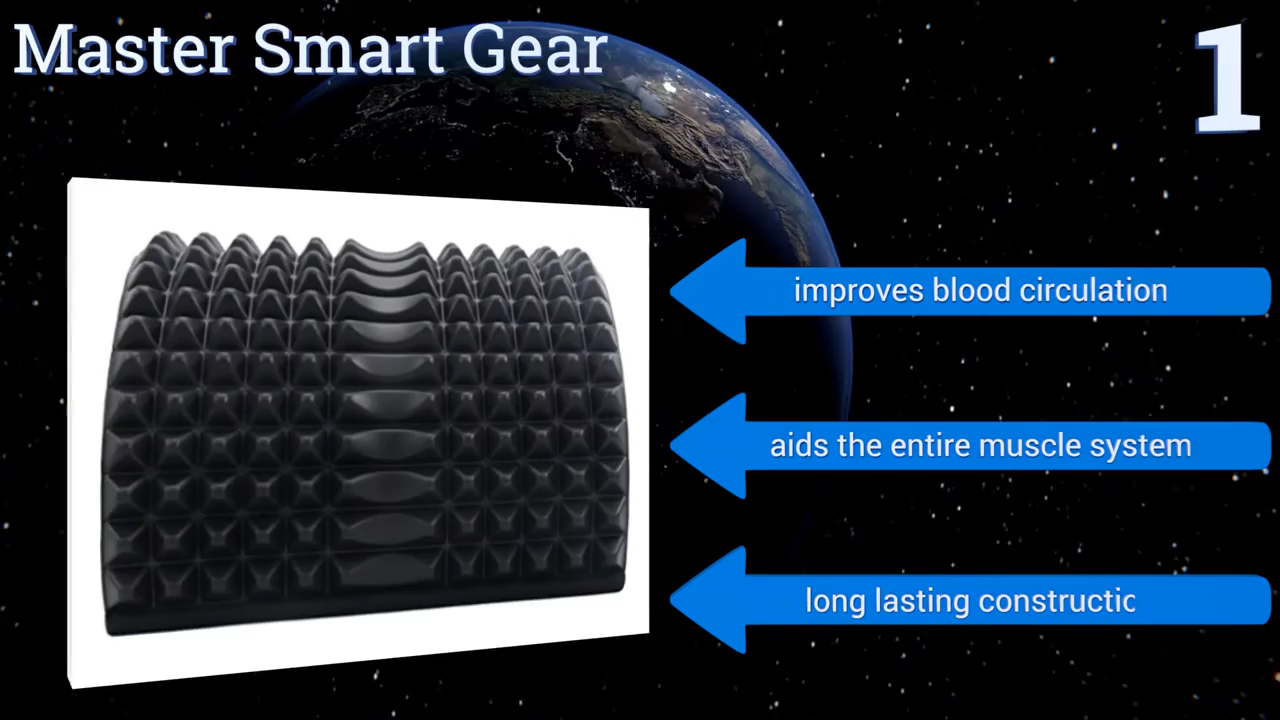 Master Smart Gear
1
improves blood circulation
aids the entire muscle system
long lasting constructic